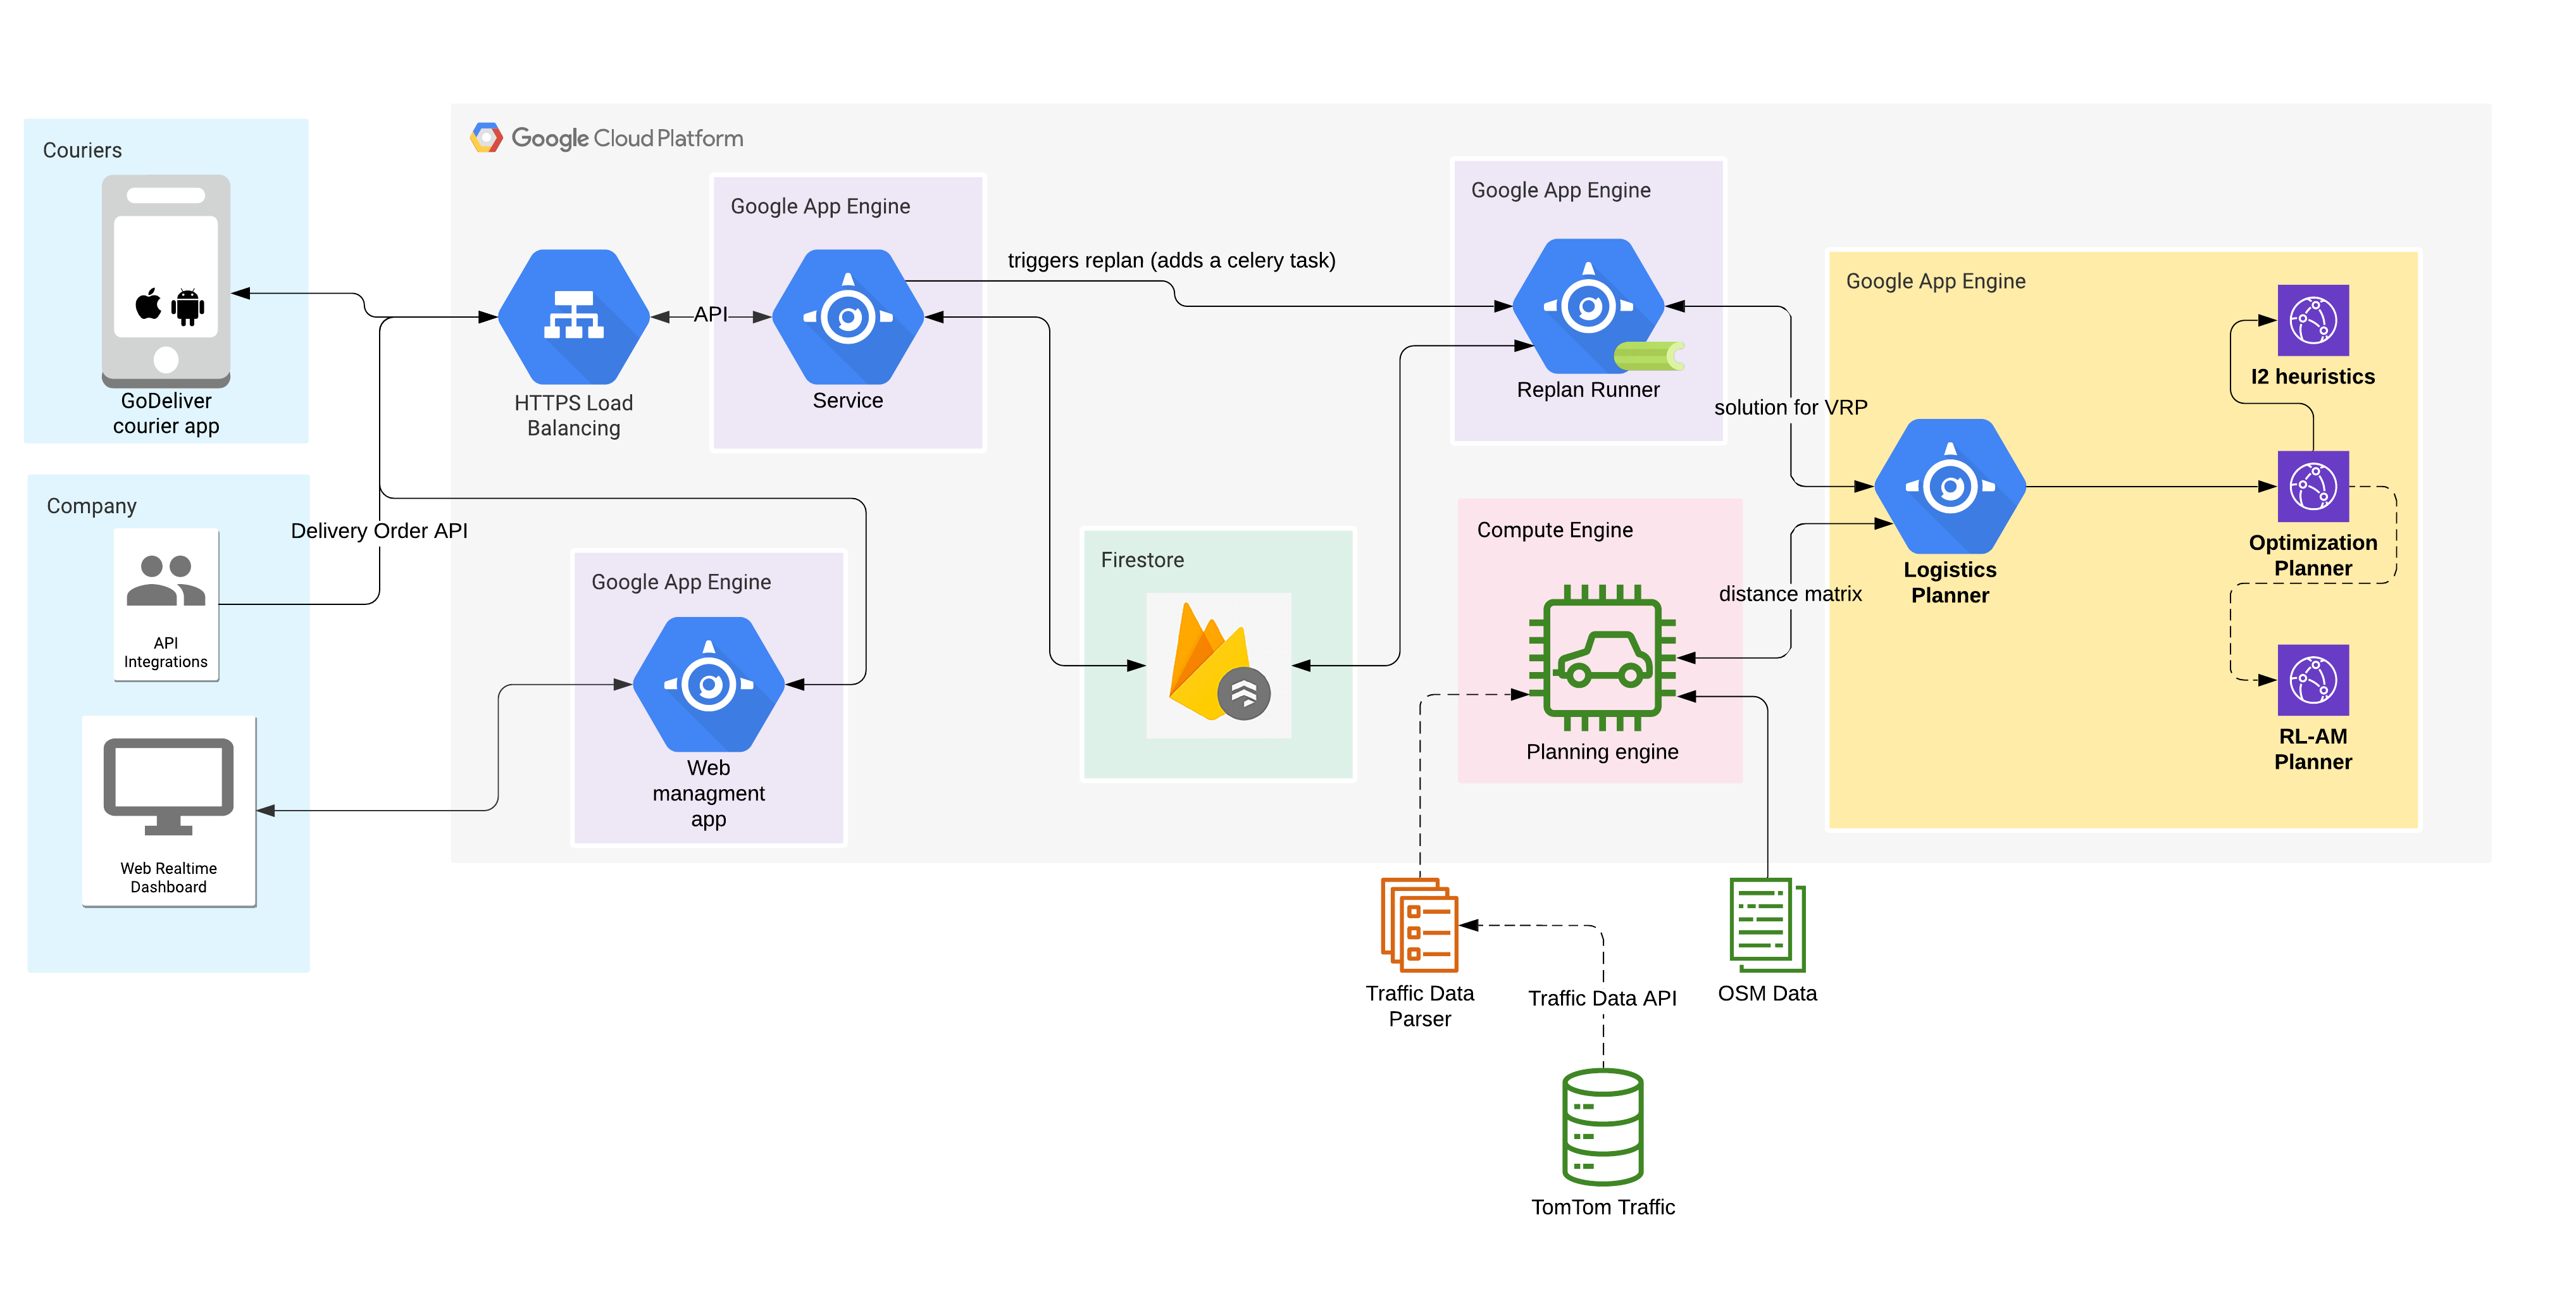 Couriers
GoDeliver
courier app
Company
Delivery Order API
API
Integrations
Web Realtime
Dashboard
Google Cloud Platform
HTTPS Load
Balancing
API
Google App Engine
Service
triggers replan (adds a celery task)
Google App Engine
Web
managment
app
Firestore
Google App Engine
Replan Runner
solution for VRP
Compute Engine
Planning engine
distance matrix
Google App Engine
Logistics
Planner
I2 heuristics
Optimization
Planner
RL-AM
Planner
Traffic Data
Parser
Traffic Data API
OSM Data
TomTom Traffic